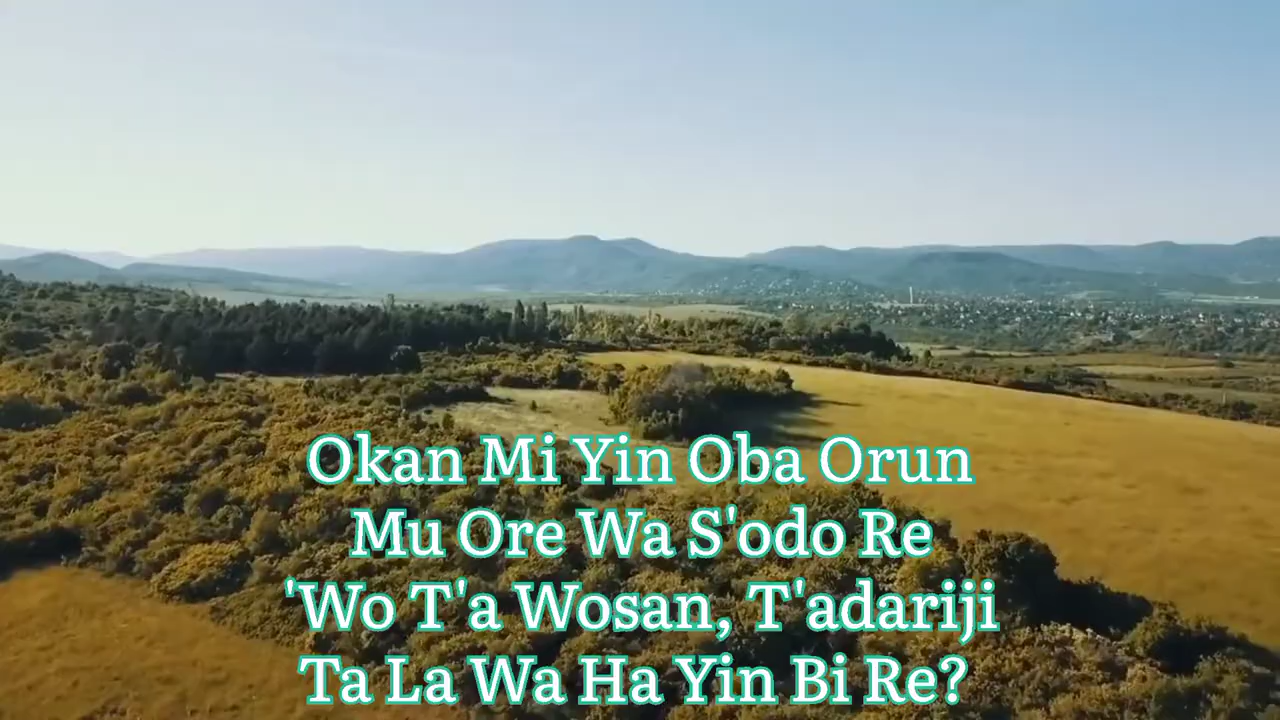 Okan Mi Yin Oba Orun
Mu Ore Wa S'odo Re
'Wo T'a Wosan, T'adariji
Ta La Wa Ha Yin Bi Re?